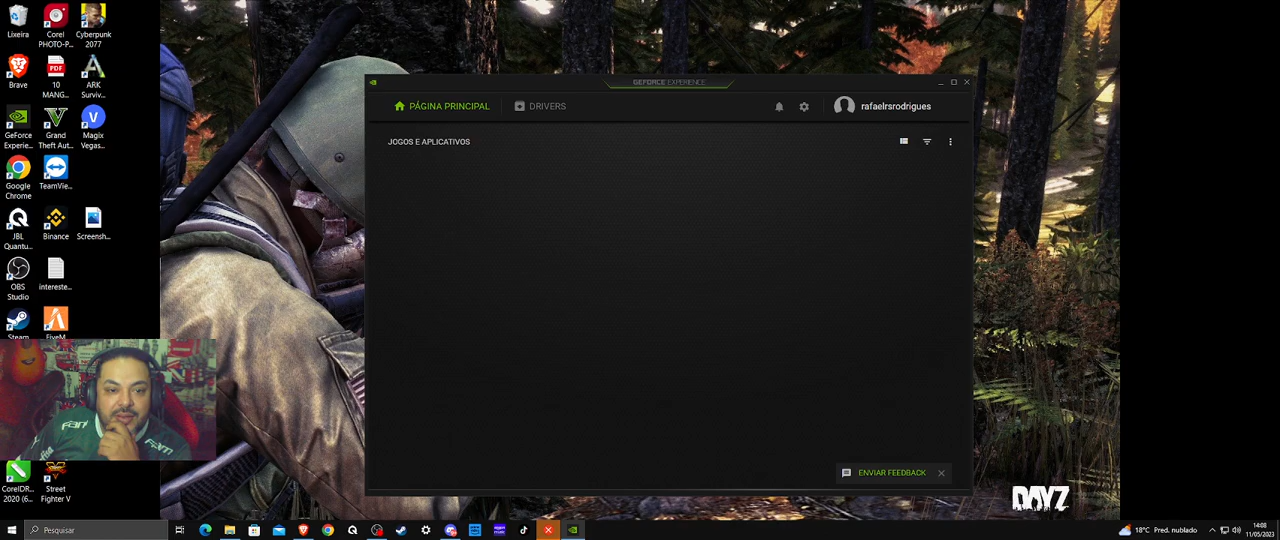 Lixeira
Corel
PHOTO-P...
Cyberpunk
2077
Brave
PDF
10
MANG...
ARK
Surviv...
GeForce
Experie...
Grand
Theft Aut...
Magix
Vegas...
Google
Chrome
TeamVie...
JBL
Quantu...
Binance
Screensh...
OBS
Studio
intereste...
Steam
FiveM
CorelDR...
2020 (6...
Street
Fighter V
GEFORCE EXPERIENCE
PÁGINA PRINCIPAL
DRIVERS
rafaelrsrodrigues
JOGOS E APLICATIVOS
ENVIAR FEEDBACK
DAYZ
Pesquisar
18°C Pred. nublado
14:08
11/05/2023